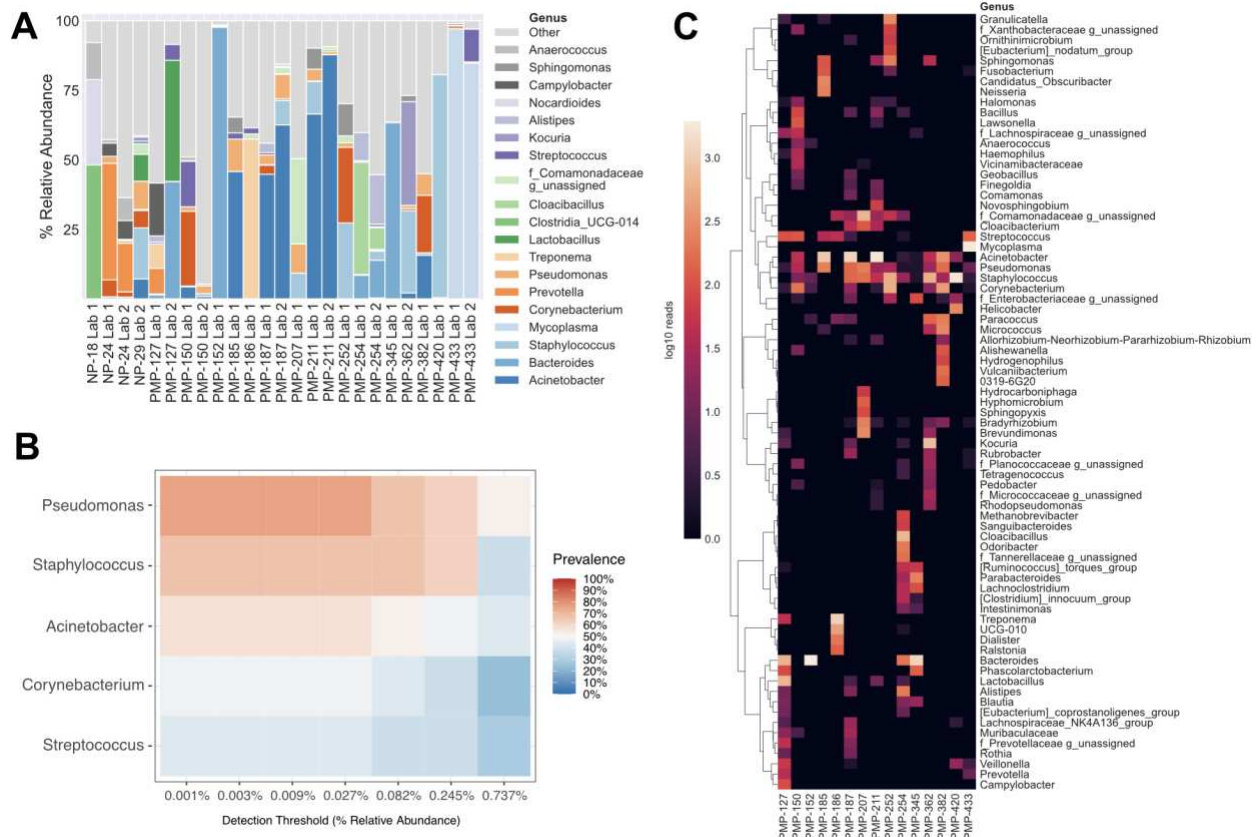 A
% Relative Abundance
100
75
50
25
NP-18 Lab 1
NP-24 Lab 1
NP-24 Lab 2
NP-29 Lab 2
PMP-127 Lab 1
PMP-127 Lab 2
PMP-150 Lab 1
PMP-150 Lab 2
PMP-152 Lab 1
PMP-185 Lab 1
PMP-186 Lab 1
PMP-187 Lab 1
PMP-187 Lab 2
PMP-207 Lab 1
PMP-211 Lab 1
PMP-211 Lab 2
PMP-252 Lab 1
PMP-254 Lab 1
PMP-254 Lab 2
PMP-345 Lab 1
PMP-362 Lab 2
PMP-382 Lab 1
PMP-420 Lab 1
PMP-433 Lab 1
PMP-433 Lab 2
Genus
Other
Anaerococcus
Sphingomonas
Campylobacter
Nocardioides
Alistipes
Kocuria
Streptococcus
f_Comamonadaceae
g_unassigned
Cloacibacillus
Clostridia_UCG-014
Lactobacillus
Treponema
Pseudomonas
Prevotella
Corynebacterium
Mycoplasma
Staphylococcus
Bacteroides
Acinetobacter
B
Pseudomonas
Staphylococcus
Acinetobacter
Corynebacterium
Streptococcus
0.001%
0.003%
0.009%
0.027%
0.082%
0.245%
0.737%
Detection Threshold (% Relative Abundance)
Prevalence
100%
90%
80%
70%
60%
50%
40%
30%
20%
10%
0%
C
log10 reads
3.0
2.5
2.0
1.5
1.0
0.5
0.0
Genus
Granulicatella
f_Xanthobacteraceae g_unassigned
Ornithinimicrobium
[Eubacterium]_nodatum_group
Sphingomonas
Fusobacterium
Candidatus_Obscuribacter
Neisseria
Halomonas
Bacillus
Lawsonella
f_Lachnospiraceae g_unassigned
Anaerococcus
Haemophilus
Vicinamibacteraceae
Geobacillus
Finegoldia
Comamonas
Novosphingobium
f_Comamonadaceae g_unassigned
Cloacibacterium
Streptococcus
Mycoplasma
Acinetobacter
Pseudomonas
Staphylococcus
Corynebacterium
f_Enterobacteriaceae g_unassigned
Helicobacter
Paracoccus
Micrococcus
Allorhizobium-Neorhizobium-Pararhizobium-Rhizobium
Alishewanella
Hydrogenophilus
Vulcaniibacterium
0319-6G20
Hydrocarboniphaga
Hyphomicrobium
Sphingopyxis
Bradyrhizobium
Brevundimonas
Kocuria
Rubrobacter
f_Planococcaceae g_unassigned
Tetragenococcus
Pedobacter
f_Micrococcaceae g_unassigned
Rhodopseudomonas
Methanobrevibacter
Sanguibacteroides
Cloacibacillus
Odoribacter
f_Tannerellaceae g_unassigned
[Ruminococcus]_torques_group
Parabacteroides
Lachnoclostridium
[Clostridium]_innocuum_group
Intestinimonas
Treponema
UCG-010
Dialister
Ralstonia
Bacteroides
Phascolarctobacterium
Lactobacillus
Alistipes
Blautia
[Eubacterium]_coprostanoligenes_group
Lachnospiraceae_NK4A136_group
Muribaculaceae
f_Prevotellaceae g_unassigned
Rothia
Veillonella
Prevotella
Campylobacter
PMP-127
PMP-150
PMP-152
PMP-185
PMP-186
PMP-187
PMP-207
PMP-211
PMP-252
PMP-254
PMP-345
PMP-362
PMP-382
PMP-420
PMP-433